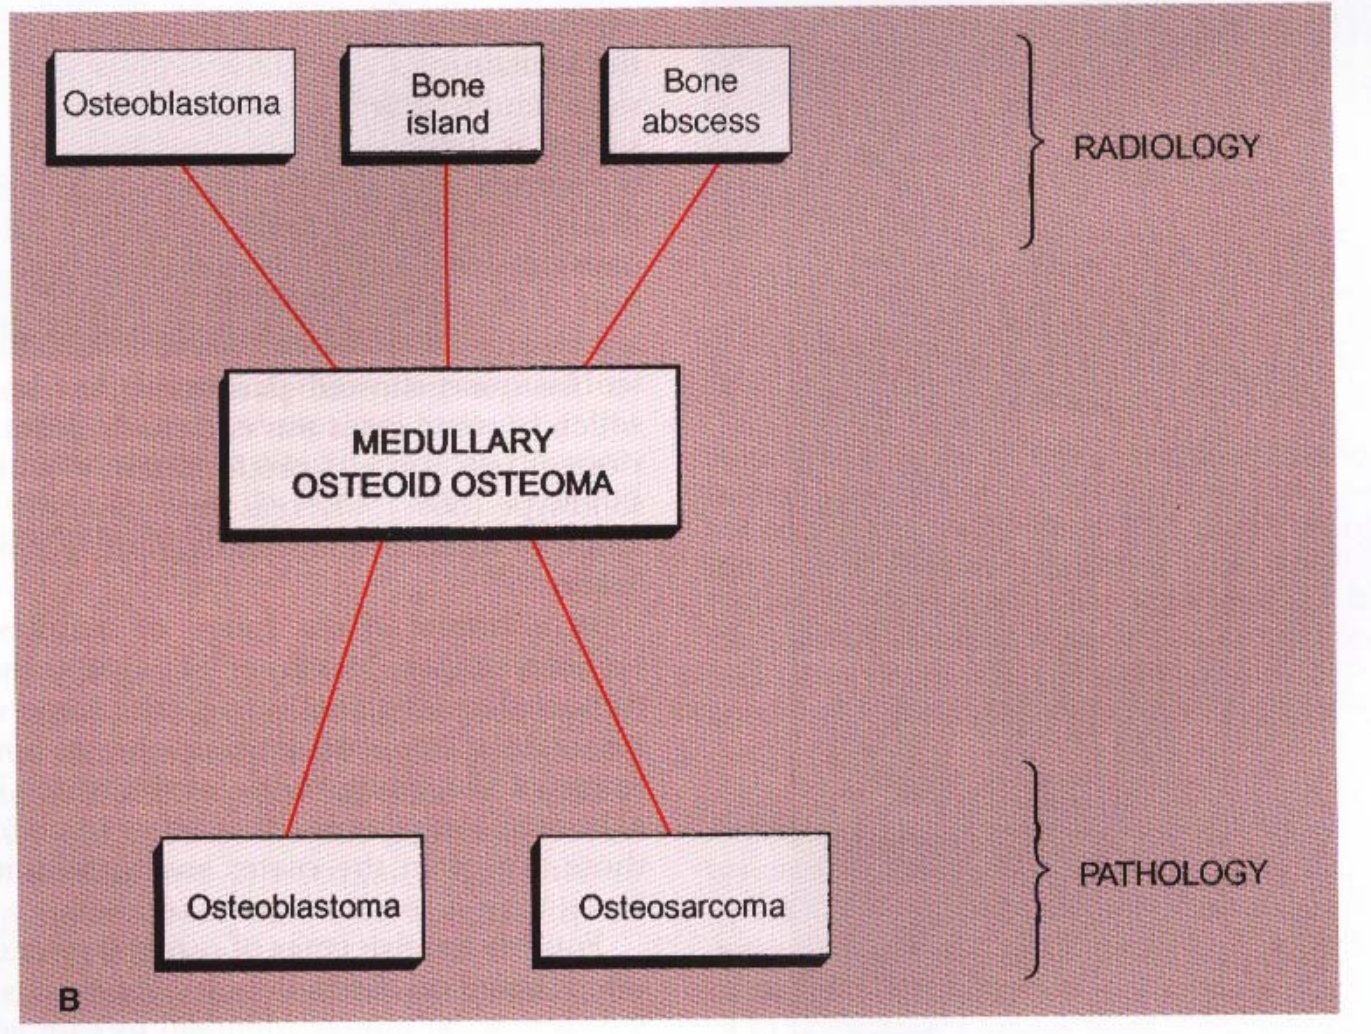 Osteoblastoma
Bone
island
Bone
abscess
RADIOLOGY
MEDULLARY
OSTEOID OSTEOMA
Osteoblastoma
Osteosarcoma
PATHOLOGY
B